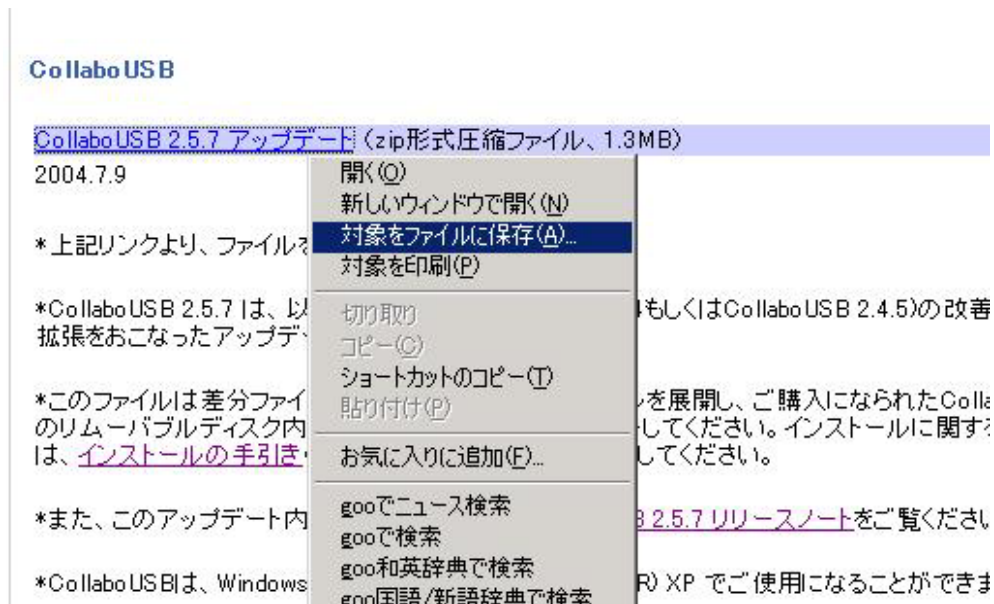 CollaboUSB
CollaboUSB 2.5.7 アップデート (zip形式圧縮ファイル、1.3MB)
2004.7.9
開く(O)
新しいウィンドウで開く(N)
対象をファイルに保存(A)...
対象を印刷(P)
切り取り
コピー(C)
ショートカットのコピー(T)
貼り付け(P)
お気に入りに追加(F)...
gooでニュース検索
gooで検索
goo和英辞典で検索
goo国語/新語辞典で検索
*上記リンクより、ファイルを
*CollaboUSB 2.5.7 は、以 もしくはCollaboUSB 2.4.5)の改善
拡張をおこなったアップデー
*このファイルは差分ファイ を展開し、ご購入になられたColla
のリムーバブルディスク内 してください。インストールに関する
は、インストールの手引き してください。
*また、このアップデート内 2.5.7 リリースノートをご覧ください
*CollaboUSBは、Windows R) XP でご使用になることができま